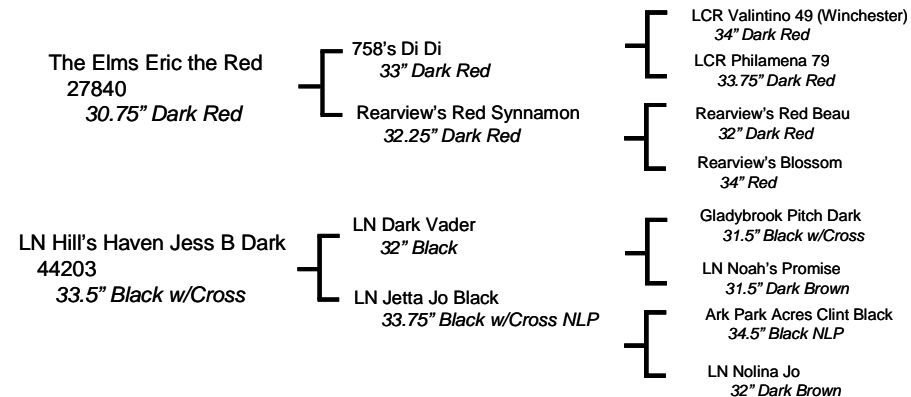 The Elms Eric the Red
27840
30.75” Dark Red
LN Hill’s Haven Jess B Dark
44203
33.5” Black w/Cross
758’s Di Di
33” Dark Red
Rearview’s Red Synnamon
32.25” Dark Red
LN Dark Vader
32” Black
LN Jetta Jo Black
33.75” Black w/Cross NLP
LCR Valintino 49 (Winchester)
34” Dark Red
LCR Philamena 79
33.75” Dark Red
Rearview’s Red Beau
32” Dark Red
Rearview’s Blossom
34” Red
Gladybrook Pitch Dark
31.5” Black w/Cross
LN Noah’s Promise
31.5” Dark Brown
Ark Park Acres Clint Black
34.5” Black NLP
LN Nolina Jo
32” Dark Brown